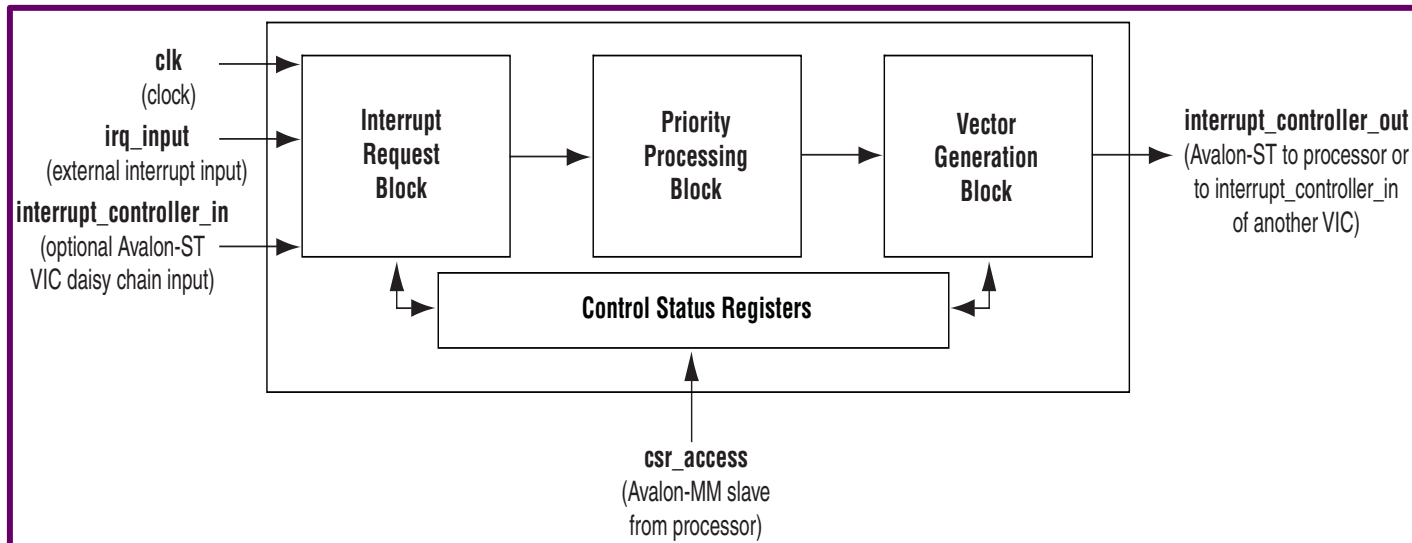 clk
(clock)
irq_input
(external interrupt input)
interrupt_controller_in
(optional Avalon-ST
VIC daisy chain input)
Interrupt
Request
Block
Priority
Processing
Block
Vector
Generation
Block
Control Status Registers
interrupt_controller_out
(Avalon-ST to processor or
to interrupt_controller_in
of another VIC)
csr_access
(Avalon-MM slave
from processor)